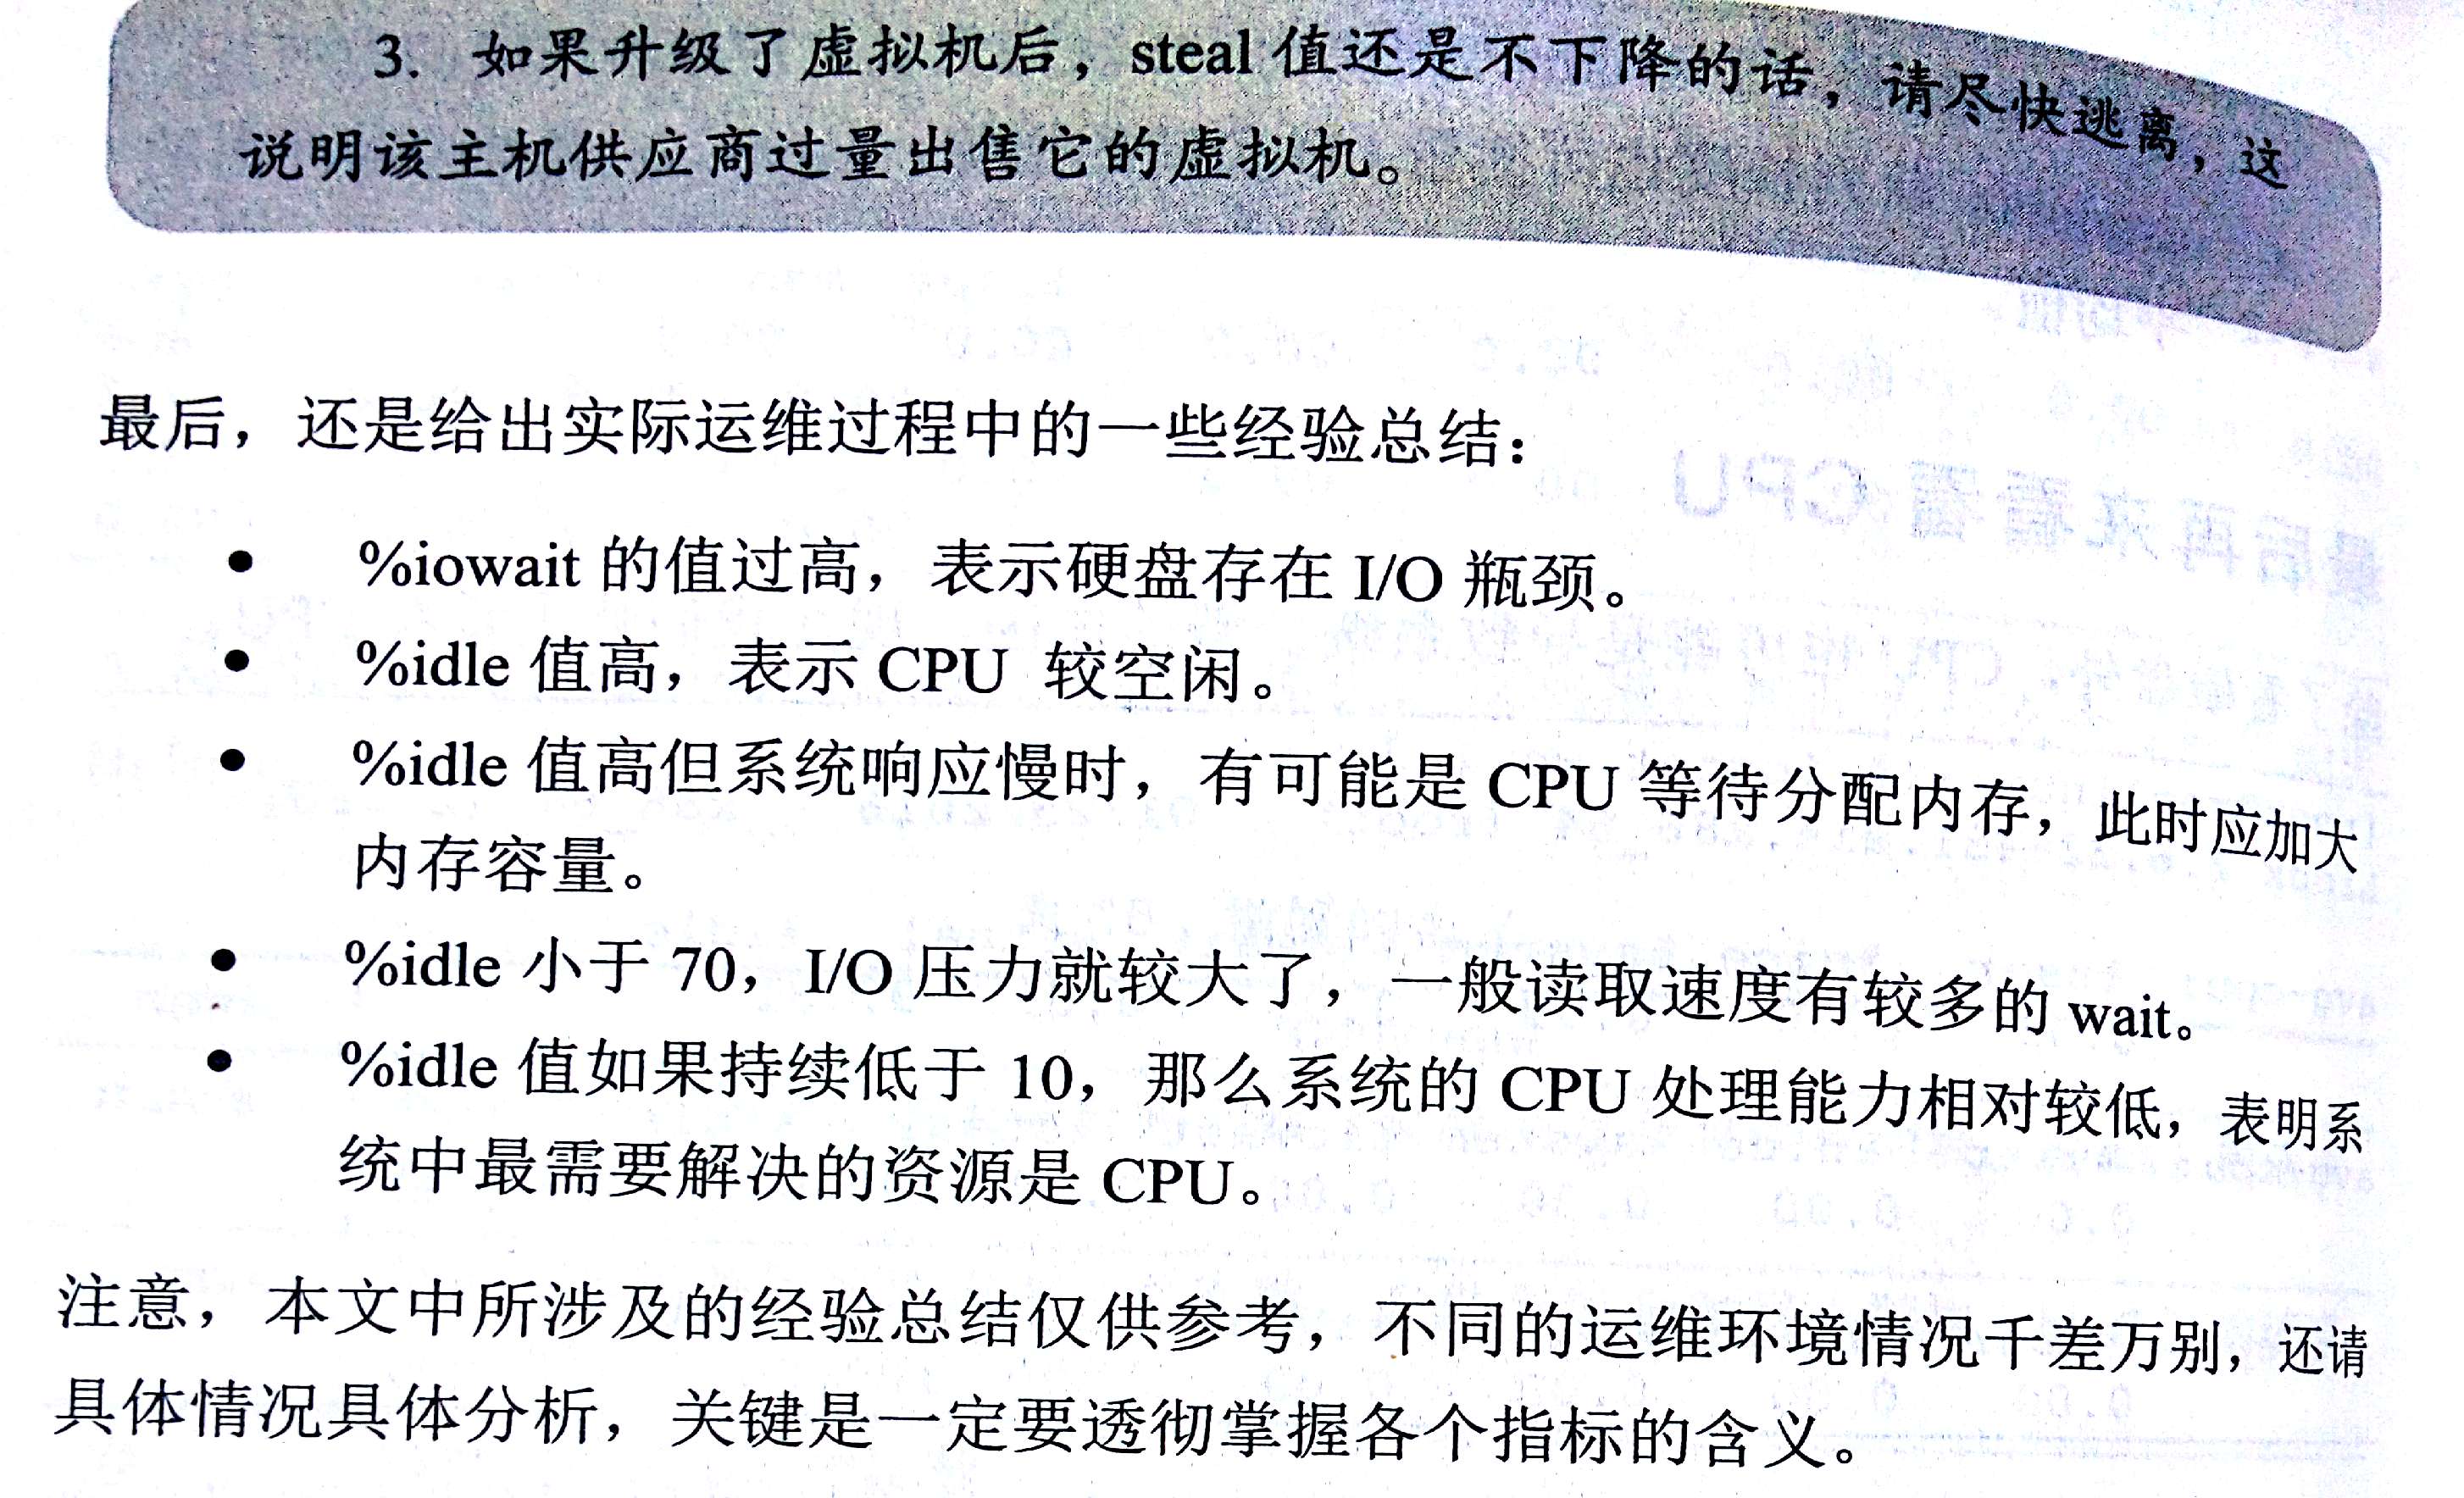 3. 如果升级了虚拟机后，steal 值还是不下降的话，请尽快逃离，这
说明该主机供应商过量出售它的虚拟机。
最后，还是给出实际运维过程中的一些经验总结：
• %iowait 的值过高，表示硬盘存在 I/O 瓶颈。
• %idle 值高，表示 CPU 较空闲。
• %idle 值高但系统响应慢时，有可能是 CPU 等待分配内存，此时应加大
内存容量。
• %idle 小于 70，I/O 压力就较大了，一般读取速度有较多的 wait。
• %idle 值如果持续低于 10，那么系统的 CPU 处理能力相对较低，表明系
统中最需要解决的资源是 CPU。
注意，本文中所涉及的经验总结仅供参考，不同的运维环境情况千差万别，还请
具体情况具体分析，关键是一定要透彻掌握各个指标的含义。